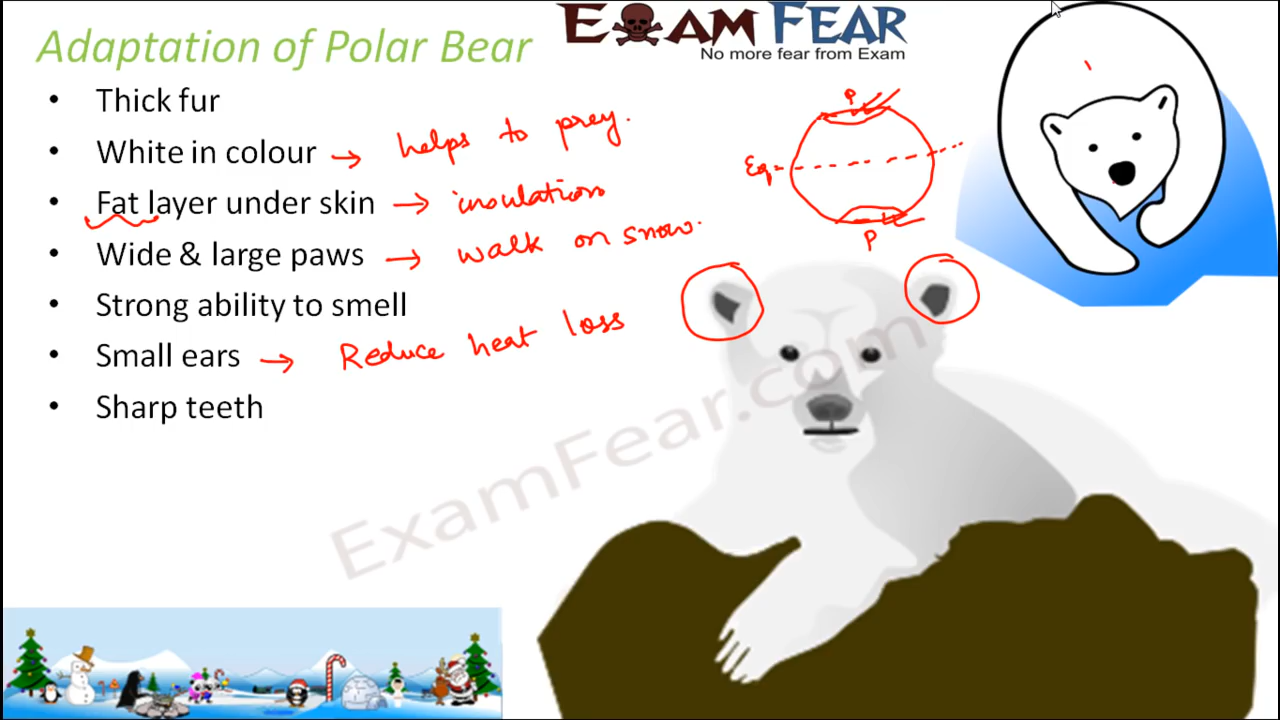 Adaptation of Polar Bear
EXAM FEAR
No more fear from Exam
• Thick fur
• White in colour → helps to prey.
• Fat layer under skin → insulation
• Wide & large paws → walk on snow.
• Strong ability to smell
• Small ears → Reduce heat loss
• Sharp teeth
P
Eq
P
ExamFear.com